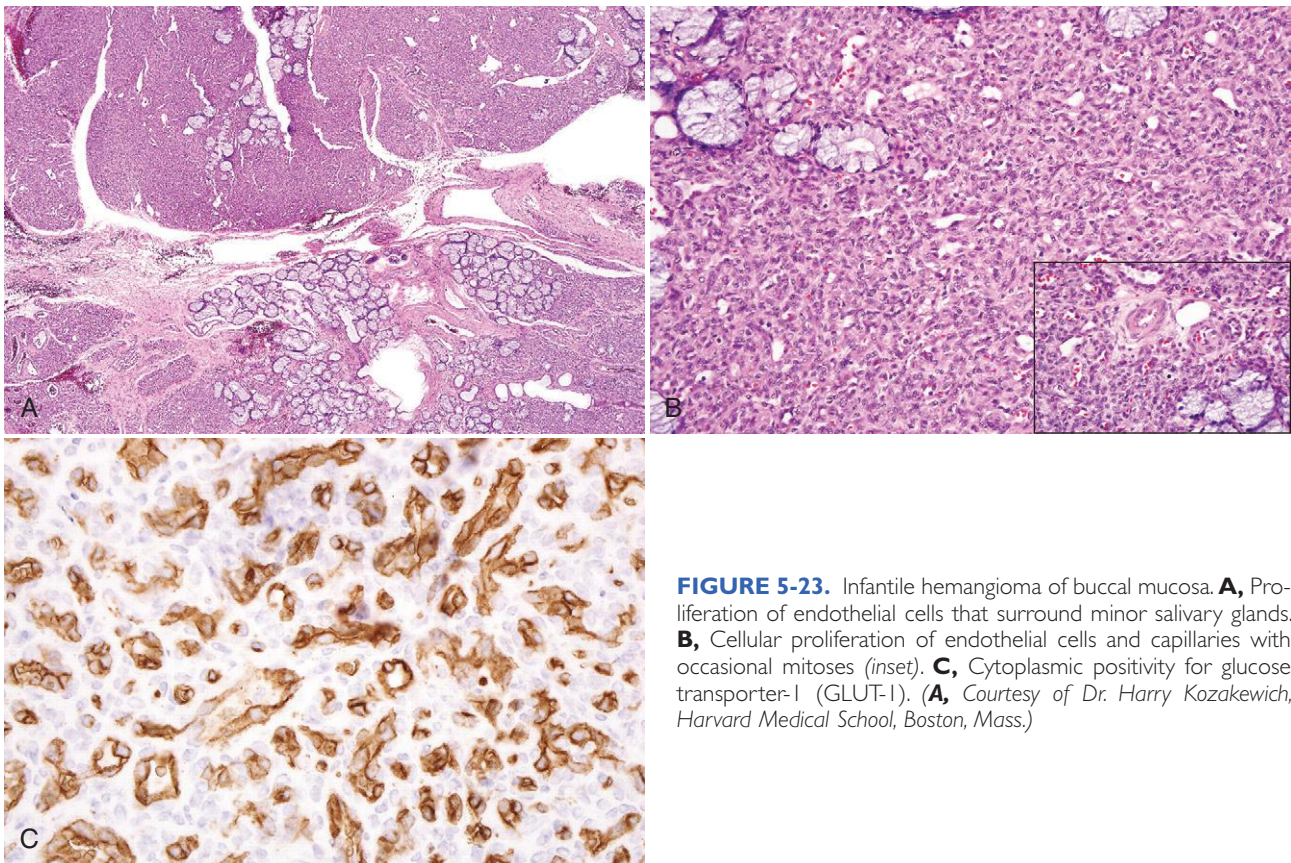 A
B
C
FIGURE 5-23. Infantile hemangioma of buccal mucosa. A, Pro-
liferation of endothelial cells that surround minor salivary glands.
B, Cellular proliferation of endothelial cells and capillaries with
occasional mitoses (inset). C, Cytoplasmic positivity for glucose
transporter-1 (GLUT-1). (A, Courtesy of Dr. Harry Kozakewich,
Harvard Medical School, Boston, Mass.)